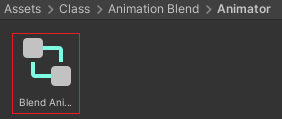 Assets > Class > Animation Blend > Animator
Blend Ani...